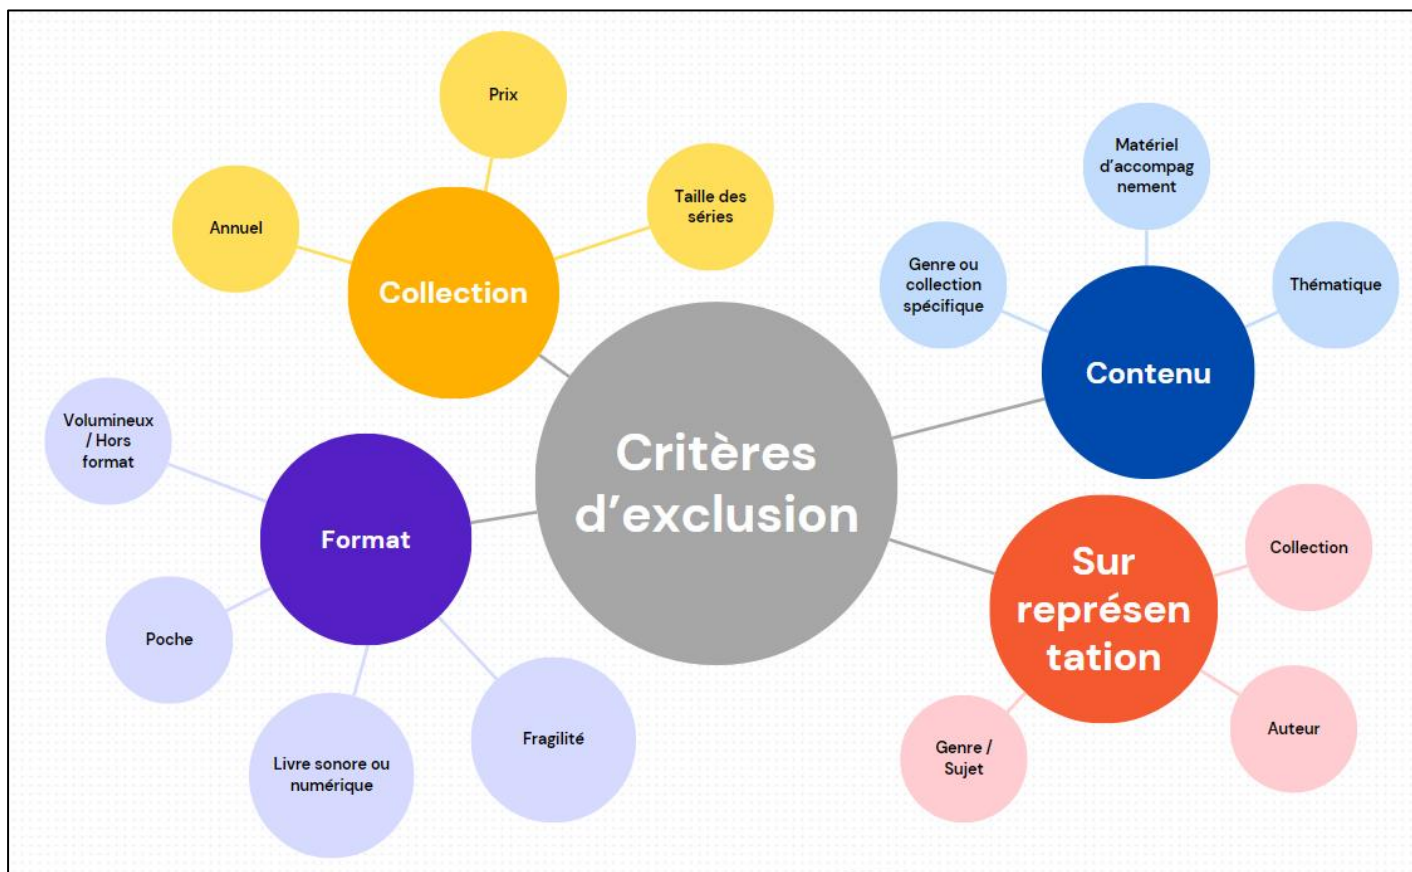 Prix
Annuel
Taille des
séries
Collection
Matériel
d'accompag
nement
Genre ou
collection
spécifique
Thématique
Contenu
Critères
d'exclusion
Volumineux
/ Hors
format
Format
Poche
Livre sonore ou
numérique
Fragilité
Sur
représen
tation
Collection
Auteur
Genre /
Sujet